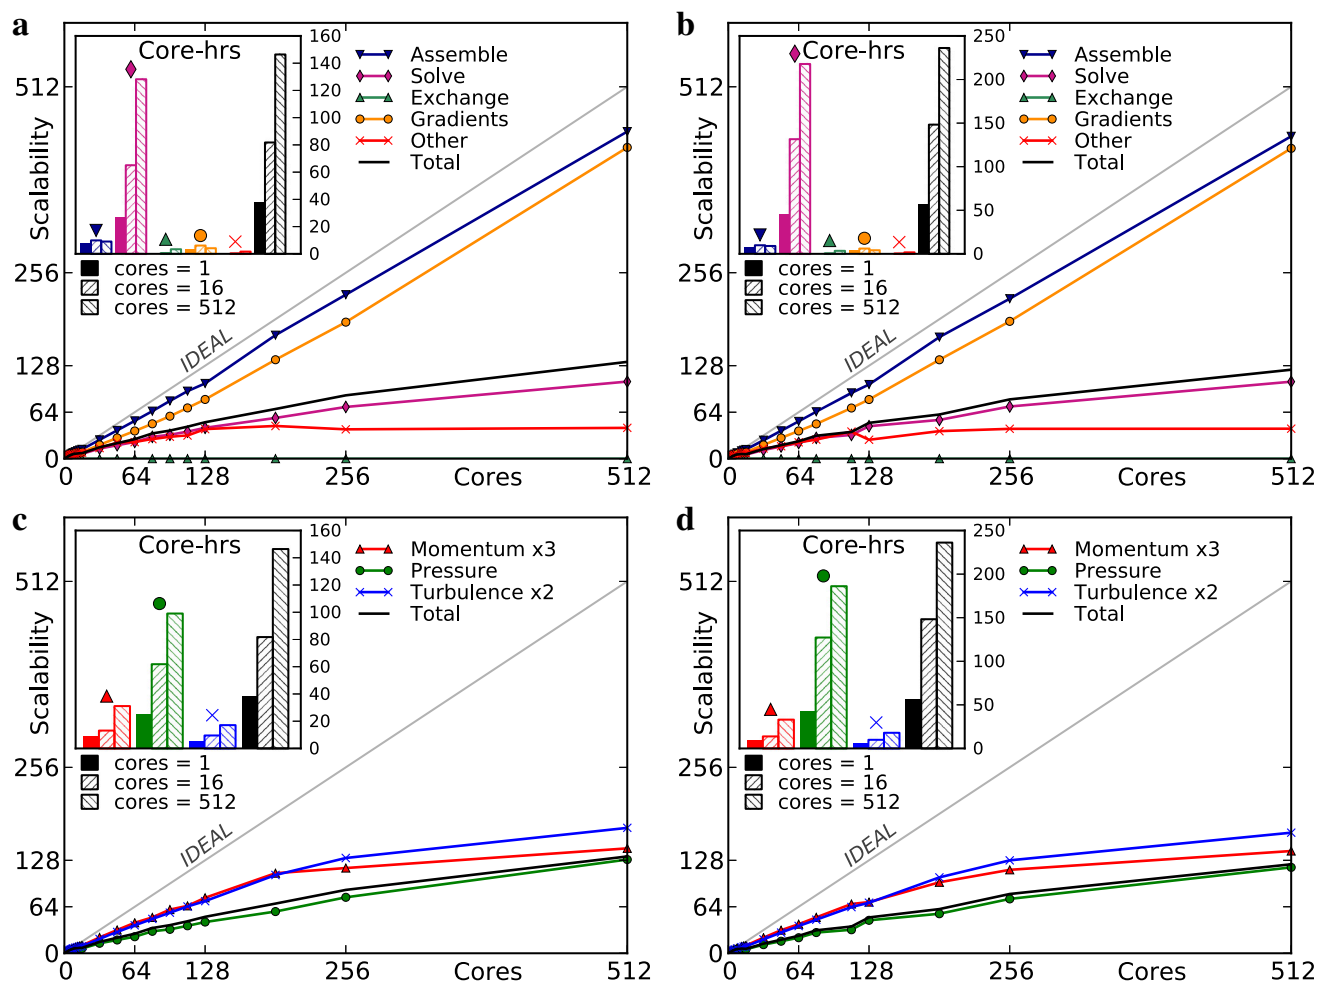 a
Core-hrs
160
140
120
100
80
60
40
20
0
Assemble
Solve
Exchange
Gradients
Other
Total
cores = 1
cores = 16
cores = 512
IDEAL
Scalability
512
256
128
64
0
0 64 128 256 Cores 512
b
Core-hrs
250
200
150
100
50
0
Assemble
Solve
Exchange
Gradients
Other
Total
cores = 1
cores = 16
cores = 512
IDEAL
Scalability
512
256
128
64
0
0 64 128 256 Cores 512
c
Core-hrs
160
140
120
100
80
60
40
20
0
Momentum x3
Pressure
Turbulence x2
Total
cores = 1
cores = 16
cores = 512
IDEAL
Scalability
512
256
128
64
0
0 64 128 256 Cores 512
d
Core-hrs
250
200
150
100
50
0
Momentum x3
Pressure
Turbulence x2
Total
cores = 1
cores = 16
cores = 512
IDEAL
Scalability
512
256
128
64
0
0 64 128 256 Cores 512